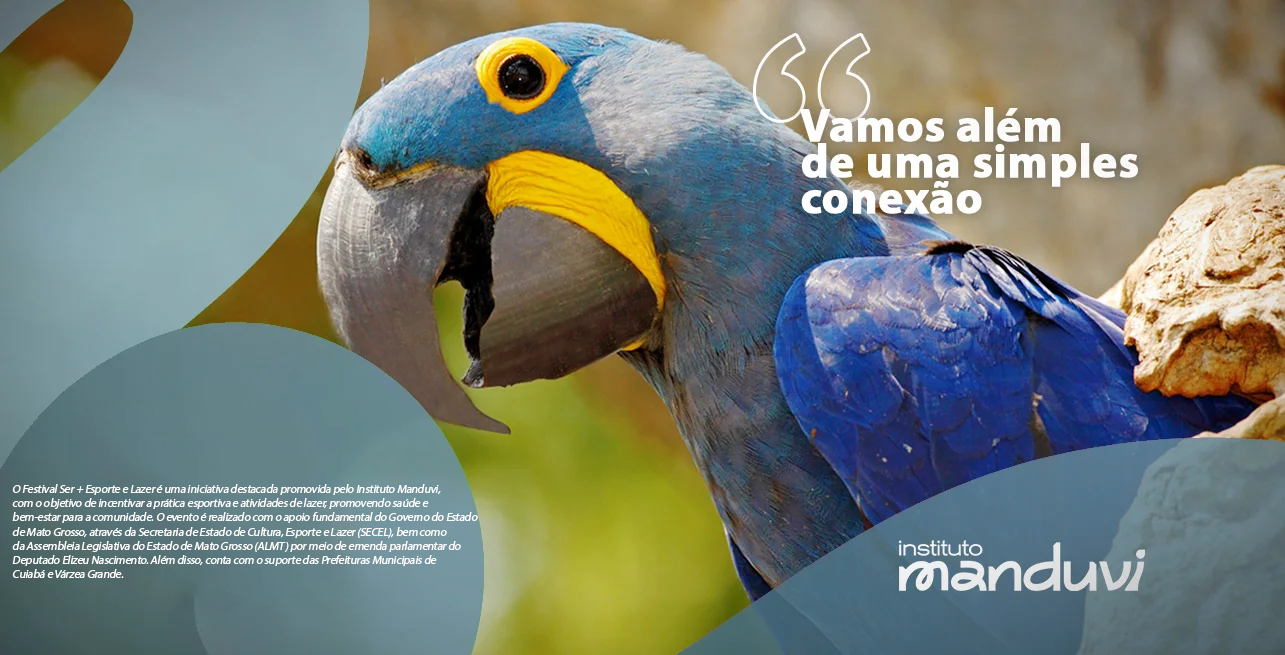 Vamos além
de uma simples
conexão
O Festival Ser + Esporte e Lazer é uma iniciativa destacada promovida pelo Instituto Manduvi,
com o objetivo de incentivar a prática esportiva e atividades de lazer, promovendo saúde e
bem-estar para a comunidade. O evento é realizado com o apoio fundamental do Governo do Estado
de Mato Grosso, através da Secretaria de Estado de Cultura, Esporte e Lazer (SECEL), bem como
da Assembleia Legislativa do Estado de Mato Grosso (ALMT) por meio de emenda parlamentar do
Deputado Elizeu Nascimento. Além disso, conta com o suporte das Prefeituras Municipais de
Cuiabá e Várzea Grande.
instituto
manduvi